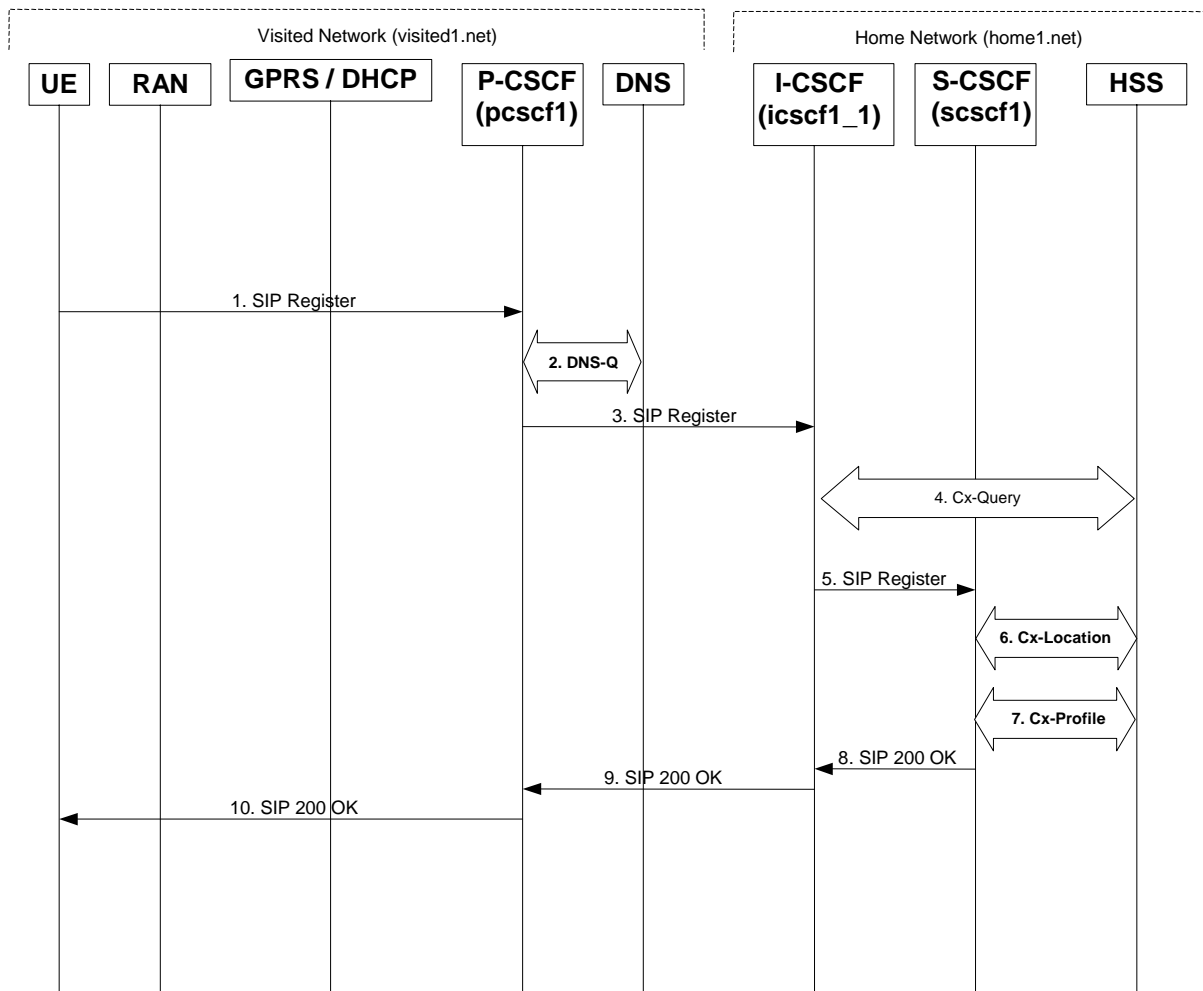 Visited Network (visited1.net)
Home Network (home1.net)
UE
RAN
GPRS / DHCP
P-CSCF
(pcscf1)
DNS
I-CSCF
(icscf1_1)
S-CSCF
(scscf1)
HSS
1. SIP Register
2. DNS-Q
3. SIP Register
4. Cx-Query
5. SIP Register
6. Cx-Location
7. Cx-Profile
8. SIP 200 OK
9. SIP 200 OK
10. SIP 200 OK